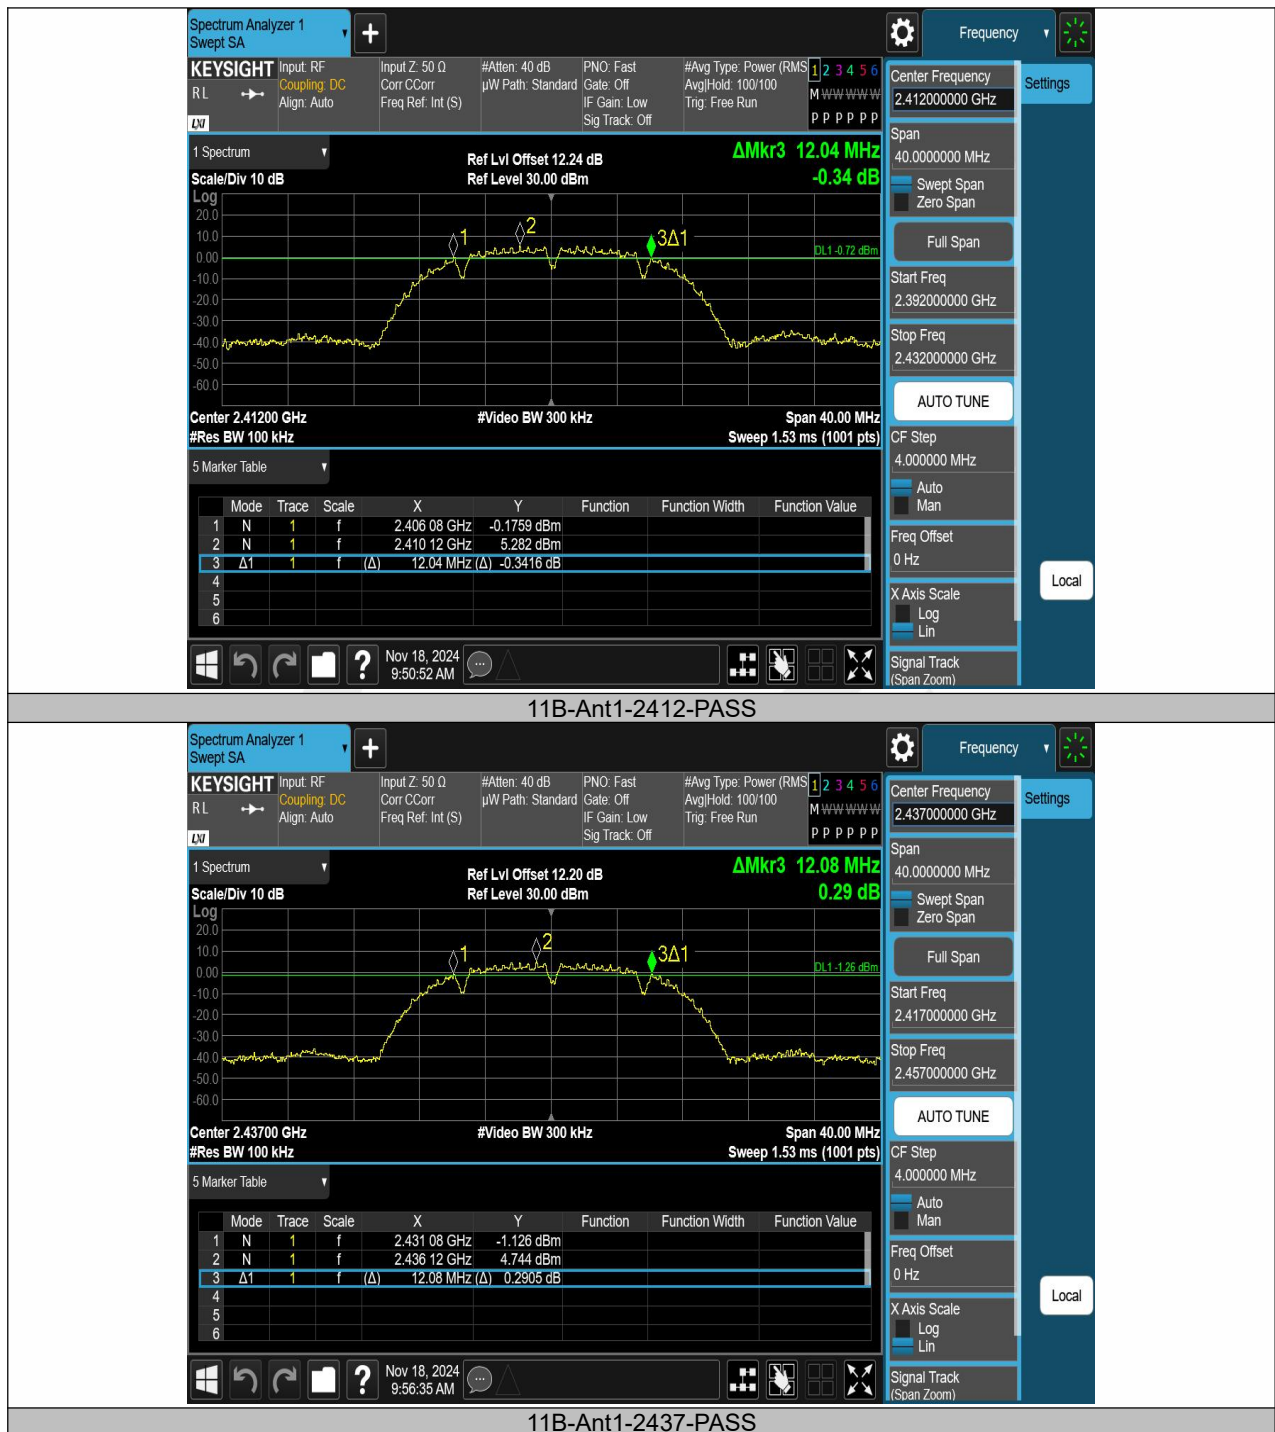 Spectrum Analyzer 1
Swept SA
+
Frequency
KEYSIGHT
RL
LXI
Input: RF
Coupling: DC
Align: Auto
Input Z: 50 Ω
Corr CCorr
Freq Ref: Int (S)
#Atten: 40 dB
µW Path: Standard
PNO: Fast
Gate: Off
IF Gain: Low
Sig Track: Off
#Avg Type: Power (RMS
Avg|Hold: 100/100
Trig: Free Run
1 2 3 4 5 6
M W W W W W
P P P P P P
Center Frequency
2.412000000 GHz
Settings
Span
40.0000000 MHz
Swept Span
Zero Span
Full Span
Start Freq
2.392000000 GHz
Stop Freq
2.432000000 GHz
AUTO TUNE
CF Step
4.000000 MHz
Auto
Man
Freq Offset
0 Hz
X Axis Scale
Log
Lin
Local
Signal Track
(Span Zoom)
1 Spectrum
Scale/Div 10 dB
Ref Lvl Offset 12.24 dB
Ref Level 30.00 dBm
ΔMkr3 12.04 MHz
-0.34 dB
Log
20.0
10.0
0.00
-10.0
-20.0
-30.0
-40.0
-50.0
-60.0
1
2
3Δ1
DL1 -0.72 dBm
Center 2.41200 GHz
#Video BW 300 kHz
Span 40.00 MHz
#Res BW 100 kHz
Sweep 1.53 ms (1001 pts)
5 Marker Table
Mode Trace Scale X Y Function Function Width Function Value
1 N 1 f 2.406 08 GHz -0.1759 dBm
2 N 1 f 2.410 12 GHz 5.282 dBm
3 Δ1 1 f (Δ) 12.04 MHz (Δ) -0.3416 dB
4
5
6
?
Nov 18, 2024
9:50:52 AM
11B-Ant1-2412-PASS
Spectrum Analyzer 1
Swept SA
+
Frequency
KEYSIGHT
RL
LXI
Input: RF
Coupling: DC
Align: Auto
Input Z: 50 Ω
Corr CCorr
Freq Ref: Int (S)
#Atten: 40 dB
µW Path: Standard
PNO: Fast
Gate: Off
IF Gain: Low
Sig Track: Off
#Avg Type: Power (RMS
Avg|Hold: 100/100
Trig: Free Run
1 2 3 4 5 6
M W W W W W
P P P P P P
Center Frequency
2.437000000 GHz
Settings
Span
40.0000000 MHz
Swept Span
Zero Span
Full Span
Start Freq
2.417000000 GHz
Stop Freq
2.457000000 GHz
AUTO TUNE
CF Step
4.000000 MHz
Auto
Man
Freq Offset
0 Hz
X Axis Scale
Log
Lin
Local
Signal Track
(Span Zoom)
1 Spectrum
Scale/Div 10 dB
Ref Lvl Offset 12.20 dB
Ref Level 30.00 dBm
ΔMkr3 12.08 MHz
0.29 dB
Log
20.0
10.0
0.00
-10.0
-20.0
-30.0
-40.0
-50.0
-60.0
1
2
3Δ1
DL1 -1.26 dBm
Center 2.43700 GHz
#Video BW 300 kHz
Span 40.00 MHz
#Res BW 100 kHz
Sweep 1.53 ms (1001 pts)
5 Marker Table
Mode Trace Scale X Y Function Function Width Function Value
1 N 1 f 2.431 08 GHz -1.126 dBm
2 N 1 f 2.436 12 GHz 4.744 dBm
3 Δ1 1 f (Δ) 12.08 MHz (Δ) 0.2905 dB
4
5
6
?
Nov 18, 2024
9:56:35 AM
11B-Ant1-2437-PASS